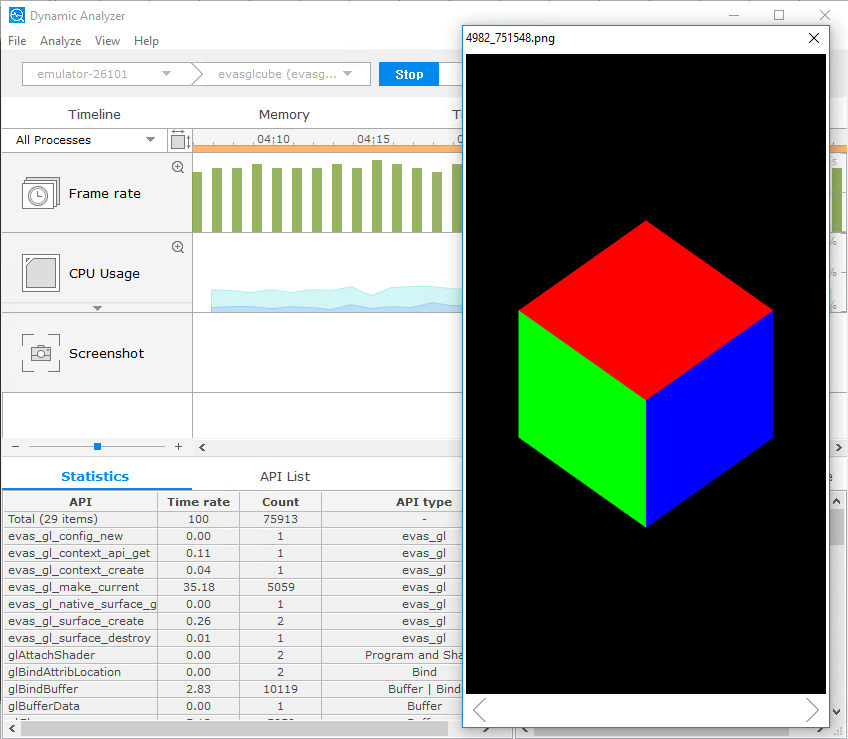 Dynamic Analyzer
File Analyze View Help
4982_751548.png
emulator-26101 evasglcube (evasg... Stop
Timeline Memory
All Processes 04:10 04:15
Frame rate
CPU Usage
Screenshot
Statistics API List
API Time rate Count API type
Total (29 items) 100 75913 -
evas_gl_config_new 0.00 1 evas_gl
evas_gl_context_api_get 0.11 1 evas_gl
evas_gl_context_create 0.04 1 evas_gl
evas_gl_make_current 35.18 5059 evas_gl
evas_gl_native_surface_g 0.00 1 evas_gl
evas_gl_surface_create 0.26 2 evas_gl
evas_gl_surface_destroy 0.01 1 evas_gl
glAttachShader 0.00 2 Program and Sha
glBindAttribLocation 0.00 2 Bind
glBindBuffer 2.83 10119 Buffer | Bind
glBufferData 0.00 1 Buffer